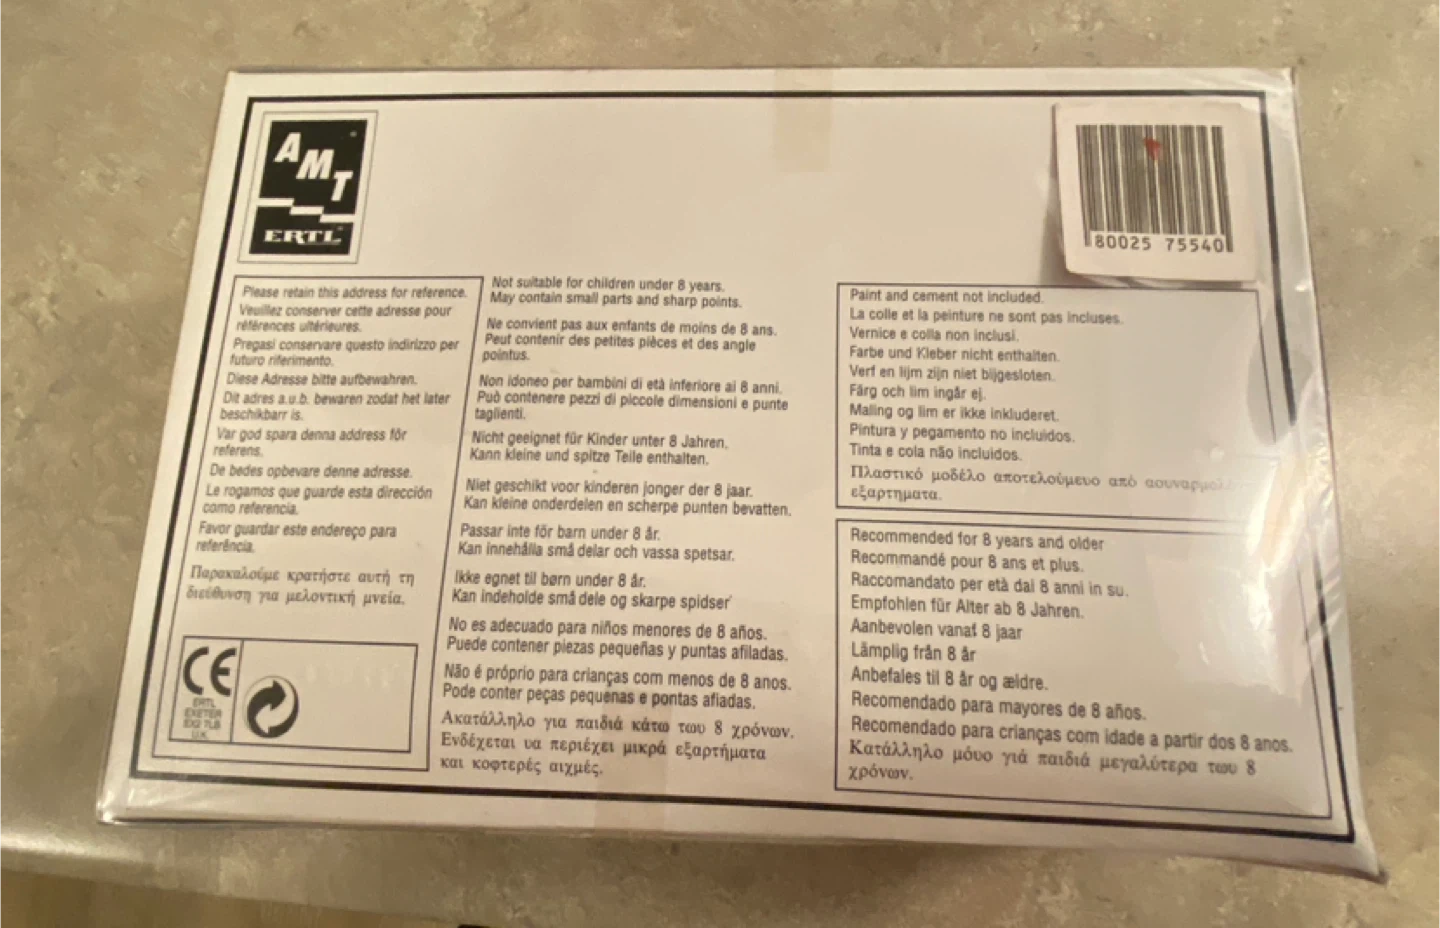 AMT
ERTL
80025 75540
Please retain this address for reference.
Veuillez conserver cette adresse pour
références ultérieures.
Pregasi conservare questo indirizzo per
futuro riferimento.
Diese Adresse bitte aufbewahren.
Dit adres a.u.b. bewaren zodat het later
beschikbarr is.
Var god spara denna address för
referens.
De bedes opbevare denne adresse.
Le rogamos que guarde esta dirección
como referencia.
Favor guardar este endereço para
referência.
Παρακαλούμε κρατήστε αυτή τη
διεύθυνση για μελοντική μνεία.
CE
ERTL
EXETER
EX2 7LB
U.K.
Not suitable for children under 8 years.
May contain small parts and sharp points.
Ne convient pas aux enfants de moins de 8 ans.
Peut contenir des petites pièces et des angle
pointus.
Non idoneo per bambini di età inferiore ai 8 anni.
Può contenere pezzi di piccole dimensioni e punte
taglienti.
Nicht geeignet für Kinder unter 8 Jahren.
Kann kleine und spitze Teile enthalten.
Niet geschikt voor kinderen jonger der 8 jaar.
Kan kleine onderdelen en scherpe punten bevatten.
Passar inte för barn under 8 år.
Kan innehålla små delar och vassa spetsar.
Ikke egnet til børn under 8 år.
Kan indeholde små dele og skarpe spidser
No es adecuado para niños menores de 8 años.
Puede contener piezas pequeñas y puntas afiladas.
Não é próprio para crianças com menos de 8 anos.
Pode conter peças pequenas e pontas afiadas.
Ακατάλληλο για παιδιά κάτω τωυ 8 χρόνων.
Ενδέχεται υα περιέχει μικρά εξαρτήματα
και κοφτερές αιχμές.
Paint and cement not included.
La colle et la peinture ne sont pas incluses.
Vernice e colla non inclusi.
Farbe und Kleber nicht enthalten.
Verf en lijm zijn niet bijgesloten.
Färg och lim ingår ej.
Maling og lim er ikke inkluderet.
Pintura y pegamento no incluidos.
Tinta e cola não incluidos.
Πλαστικό μοδέλο αποτελούμευο από
εξαρτηματα.
Recommended for 8 years and older
Recommandé pour 8 ans et plus.
Raccomandato per età dai 8 anni in su.
Empfohlen für Alter ab 8 Jahren.
Aanbevolen vanaf 8 jaar
Lämplig från 8 år
Anbefales til 8 år og ældre.
Recomendado para mayores de 8 años.
Recomendado para crianças com idade a partir dos 8 anos.
Κατάλληλο μόυο γιά παιδιά μεγαλύτερα τωυ 8
χρόνων.